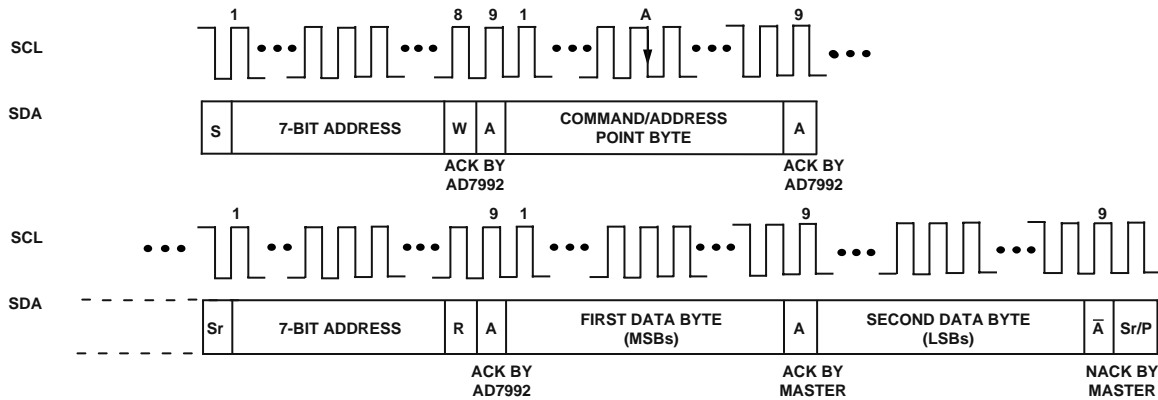 1 8 9 1 A 9
SCL
SDA
S 7-BIT ADDRESS W A COMMAND/ADDRESS POINT BYTE A
ACK BY AD7992 ACK BY AD7992
1 9 1 9 9
SCL
SDA
Sr 7-BIT ADDRESS R A FIRST DATA BYTE (MSBs) A SECOND DATA BYTE (LSBs) A̅ Sr/P
ACK BY AD7992 ACK BY MASTER NACK BY MASTER